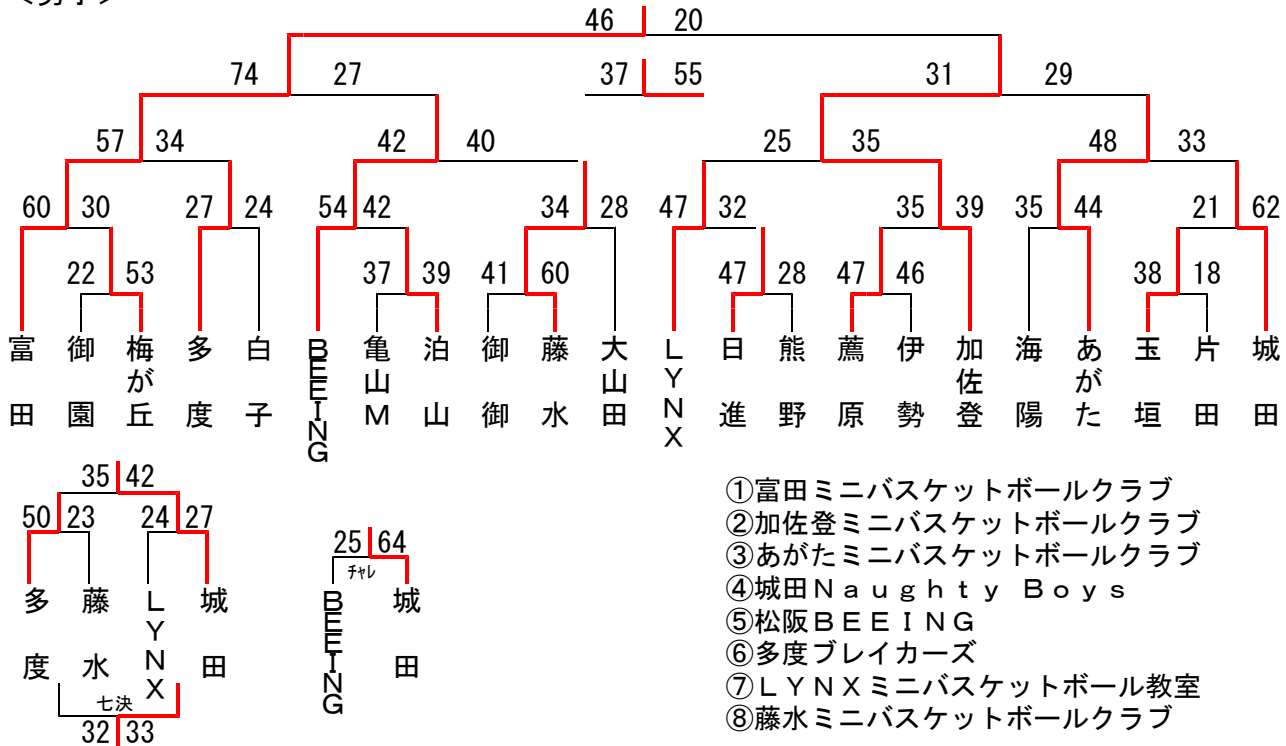 46 20
74 27 37 55 31 29
57 34 42 40 25 35 48 33
60 30 27 24 54 42 34 28 47 32 35 39 35 44 21 62
22 53 37 39 41 60 47 28 47 46 38 18
富田 御園 梅が丘 多度 白子 BEEING 亀山M 泊山 御御 藤水 大山田 LYNX 日進 熊野 薦原 伊勢 加佐登 海陽 あがた 玉垣 片田 城田
35 42
50 23 24 27
多度 藤水 LYNX 城田
七決
32 33
25 64
チャレ
BEEING 城田
①富田ミニバスケットボールクラブ
②加佐登ミニバスケットボールクラブ
③あがたミニバスケットボールクラブ
④城田Naughty Boys
⑤松阪BEEING
⑥多度ブレイカーズ
⑦LYNXミニバスケットボール教室
⑧藤水ミニバスケットボールクラブ